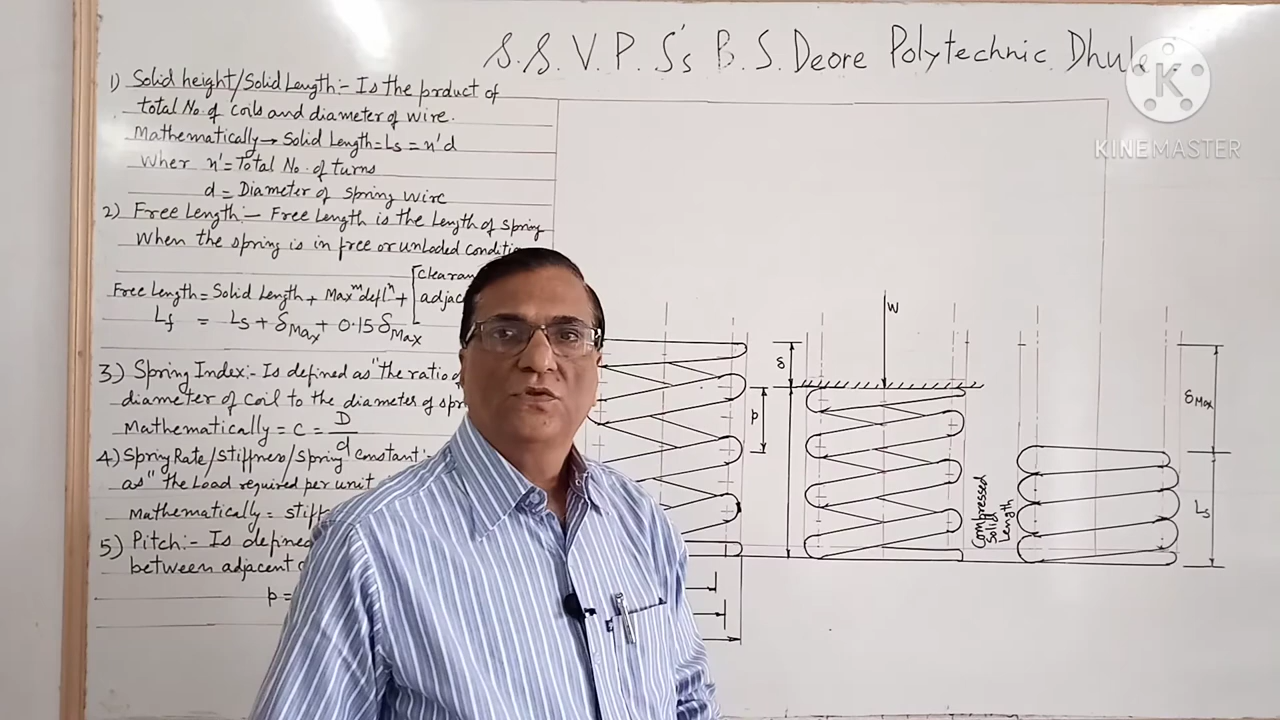 S.S.V.P.S's B.S. Deore Polytechnic Dhule
K
KINEMASTER
1) Solid height/Solid Length:- Is the product of
total No. of coils and diameter of wire.
Mathematically → Solid Length = Ls = n'd
Wher n' = Total No. of turns
d = Diameter of Spring Wire
2) Free Length:- Free Length is the Length of Spring
When the spring is in free or unloded
Free Length = Solid Length + Maxᵐ deflⁿ + [
Lf = Ls + δMax + 0.15 δMax
3) Spring Index:- Is defined as "the ratio
diameter of coil to the diameter of
Mathematically = C = D/d
4) Spring Rate/Stiffness/Spring Constant:-
as "the Load required per unit
Mathematically =
5) Pitch:- Is defined
between adjacent
p =
δ
p
W
Compressed
Solid
Length
δMax
Ls